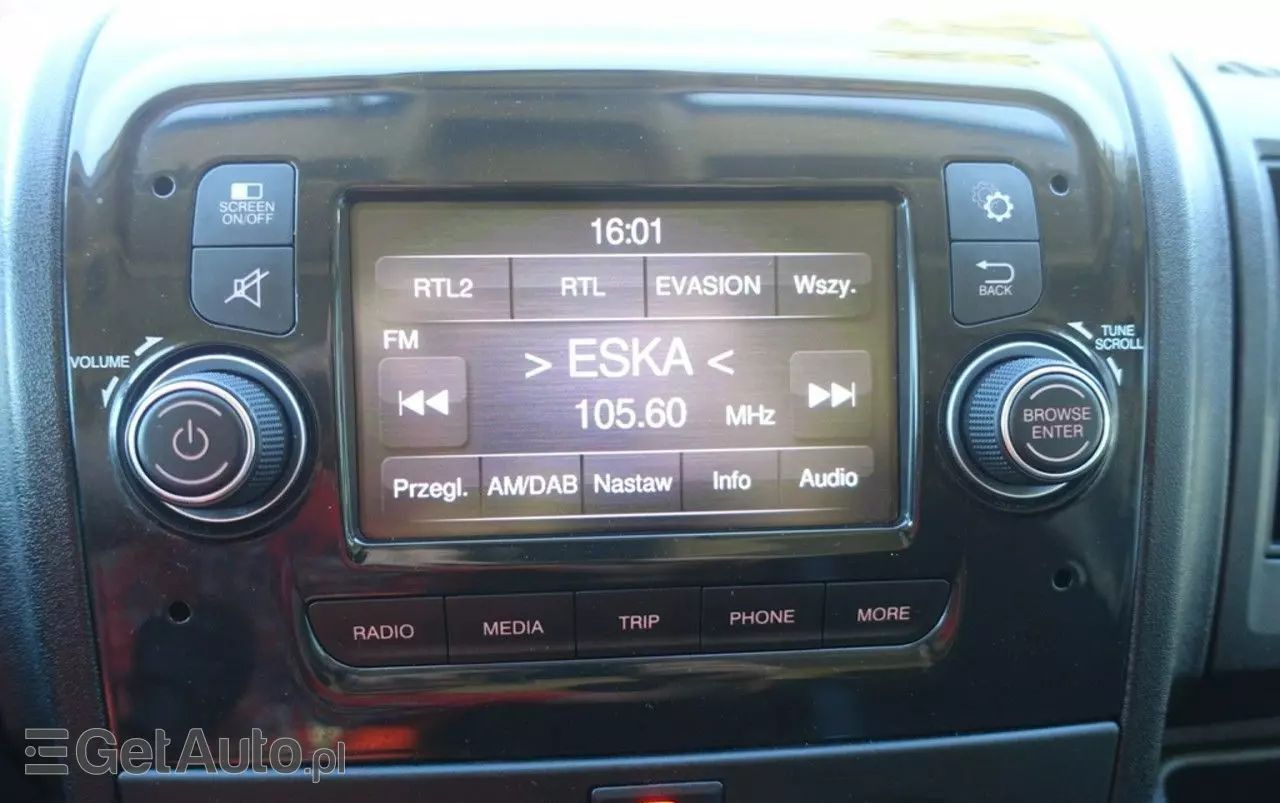 SCREEN
ON/OFF
16:01
RTL2 RTL EVASION Wszy.
BACK
FM
VOLUME
TUNE
SCROLL
> ESKA <
105.60 MHz
BROWSE
ENTER
Przegl. AM/DAB Nastaw Info Audio
RADIO MEDIA TRIP PHONE MORE
GetAuto.pl